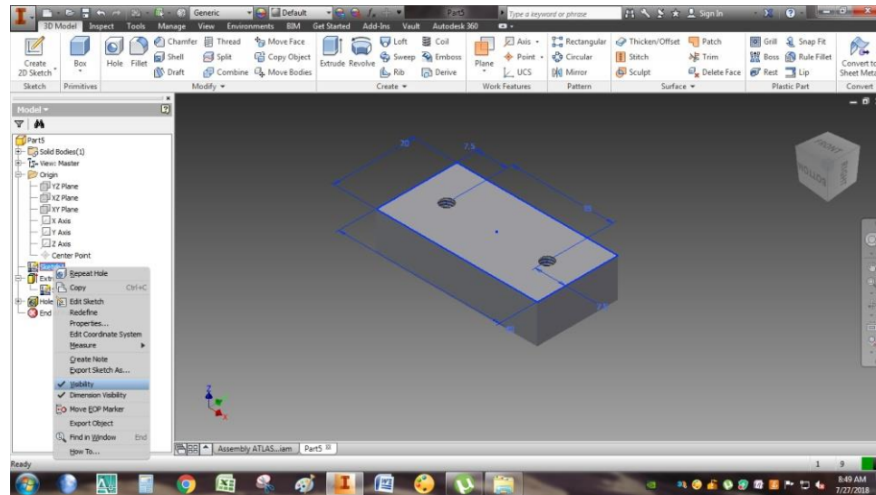 Generic
Default
Part5
Type a keyword or phrase
Sign In
3D Model Inspect Tools Manage View Environments BIM Get Started Add-Ins Vault Autodesk 360
Create
2D Sketch
Box
Hole
Fillet
Chamfer
Thread
Move Face
Shell
Split
Copy Object
Draft
Combine
Move Bodies
Extrude
Revolve
Loft
Coil
Sweep
Emboss
Rib
Derive
Plane
Axis
Point
UCS
Rectangular
Circular
Mirror
Thicken/Offset
Patch
Stitch
Trim
Sculpt
Delete Face
Grill
Snap Fit
Boss
Rule Fillet
Rest
Lip
Convert to
Sheet Meta
Sketch Primitives Modify Create Work Features Pattern Surface Plastic Part Convert
Model
Part5
Solid Bodies(1)
View: Master
Origin
YZ Plane
XZ Plane
XY Plane
X Axis
Y Axis
Z Axis
Center Point
Extr
Hole
End
Repeat Hole
Copy Ctrl+C
Edit Sketch
Redefine
Properties...
Edit Coordinate System
Measure
Create Note
Export Sketch As...
Visibility
Dimension Visibility
Move EOP Marker
Export Object
Find in Window End
How To...
7.5
FRONT
RIGHT
Z
X
Assembly ATLAS...iam
Part5
Ready
1 9
8:49 AM
7/27/2018